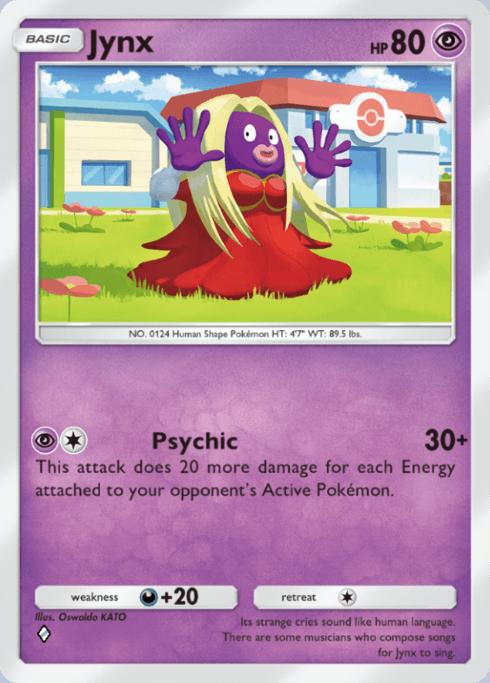 BASIC Jynx HP 80
NO. 0124 Human Shape Pokémon HT: 4'7" WT: 89.5 lbs.
Psychic 30+
This attack does 20 more damage for each Energy
attached to your opponent's Active Pokémon.
weakness +20 retreat
Illus. Oswaldo KATO
Its strange cries sound like human language.
There are some musicians who compose songs
for Jynx to sing.